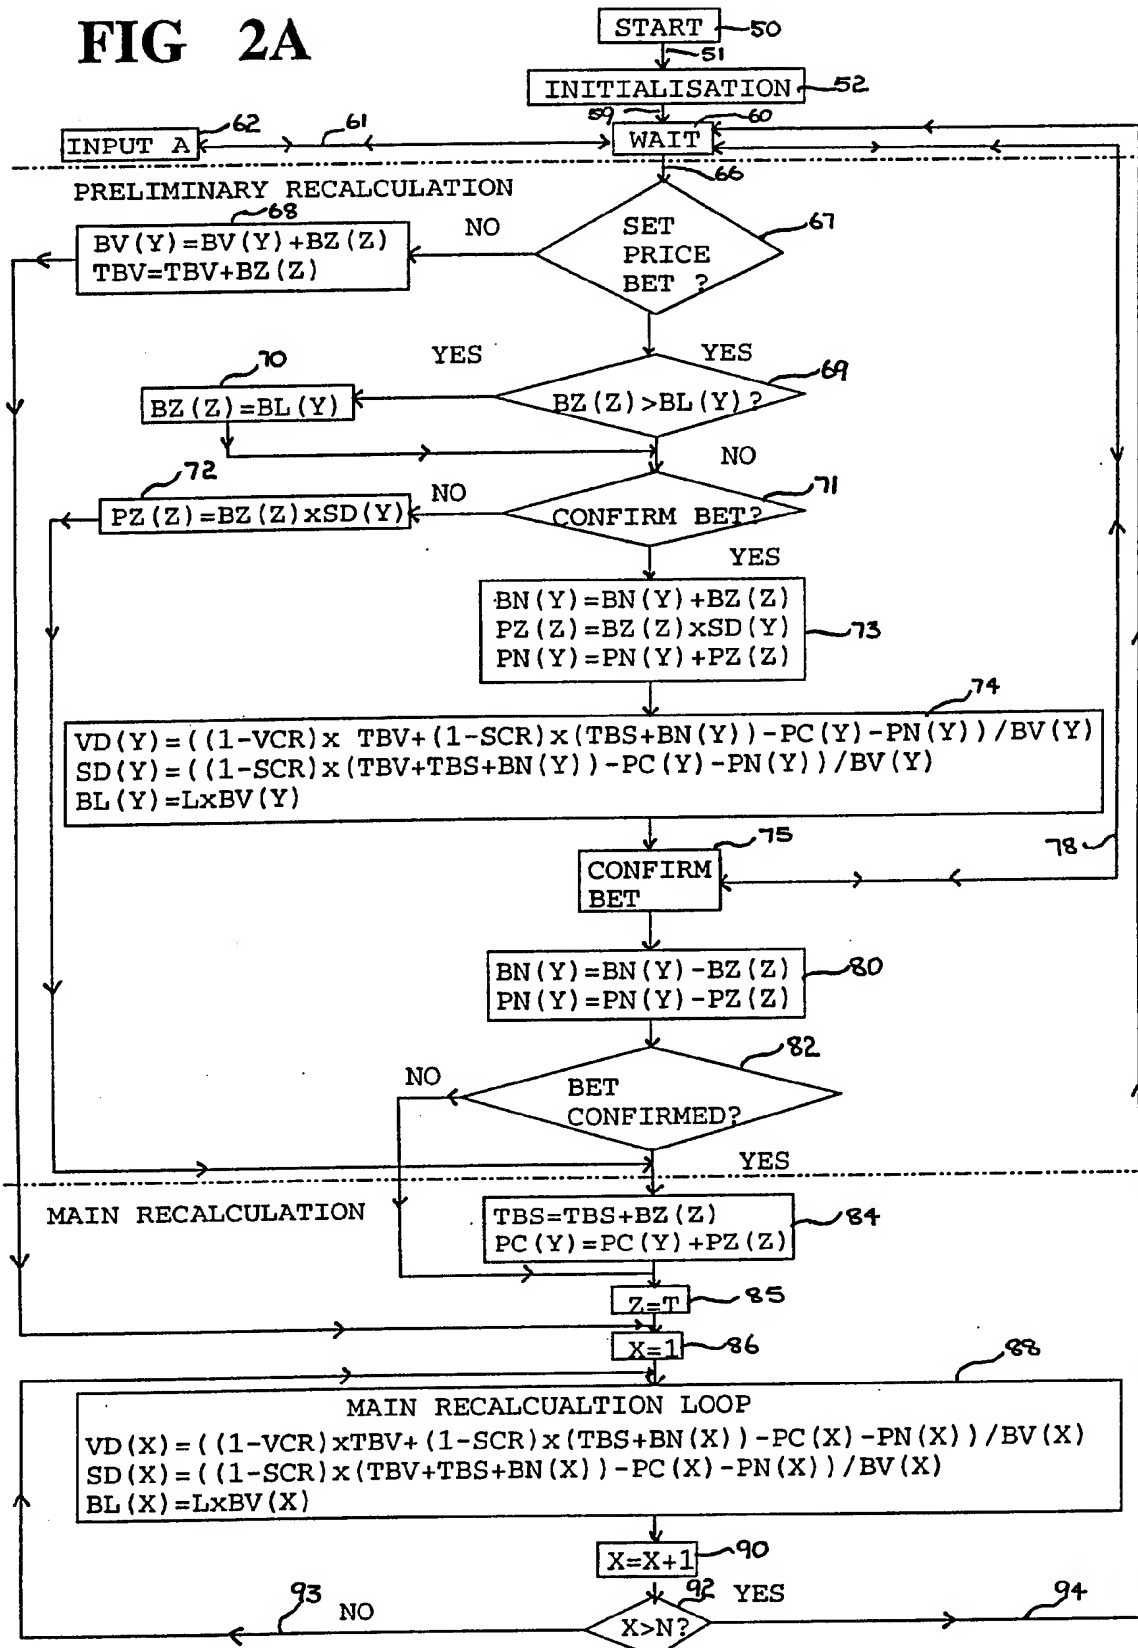 FIG 2A
START 50
51
INITIALISATION 52
59
62 61 60
INPUT A WAIT
66
PRELIMINARY RECALCULATION
68 NO 67
BV(Y)=BV(Y)+BZ(Z)
TBV=TBV+BZ(Z)
SET
PRICE
BET ?
70 YES YES 69
BZ(Z)=BL(Y) BZ(Z)>BL(Y)?
NO
72 NO 71
PZ(Z)=BZ(Z)xSD(Y) CONFIRM BET?
YES
BN(Y)=BN(Y)+BZ(Z)
PZ(Z)=BZ(Z)xSD(Y) 73
PN(Y)=PN(Y)+PZ(Z)
74
VD(Y)=((1-VCR)x TBV+(1-SCR)x(TBS+BN(Y))-PC(Y)-PN(Y))/BV(Y)
SD(Y)=((1-SCR)x(TBV+TBS+BN(Y))-PC(Y)-PN(Y))/BV(Y)
BL(Y)=LxBV(Y)
75 78
CONFIRM
BET
BN(Y)=BN(Y)-BZ(Z) 80
PN(Y)=PN(Y)-PZ(Z)
82
NO BET
CONFIRMED?
YES
MAIN RECALCULATION
TBS=TBS+BZ(Z) 84
PC(Y)=PC(Y)+PZ(Z)
Z=T 85
X=1 86
88
MAIN RECALCUALTION LOOP
VD(X)=((1-VCR)xTBV+(1-SCR)x(TBS+BN(X))-PC(X)-PN(X))/BV(X)
SD(X)=((1-SCR)x(TBV+TBS+BN(X))-PC(X)-PN(X))/BV(X)
BL(X)=LxBV(X)
X=X+1 90
93 NO 92 YES 94
X>N?